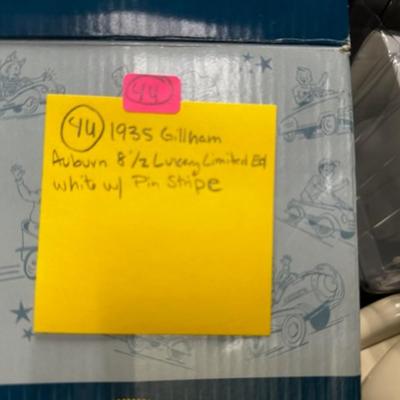 44
44 1935 Gillham
Auburn 8 1/2 Luxury Limited Ed
white w/ Pin Stripe